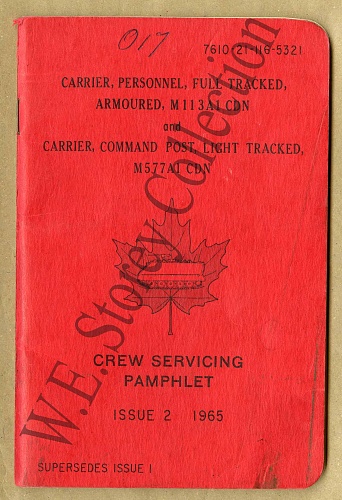 017
7610-21-116-5321
CARRIER, PERSONNEL, FULL TRACKED,
ARMOURED, M113A1 CDN
and
CARRIER, COMMAND POST, LIGHT TRACKED,
M577A1 CDN
CREW SERVICING
PAMPHLET
ISSUE 2 1965
SUPERSEDES ISSUE 1
W.E. Storey Collection